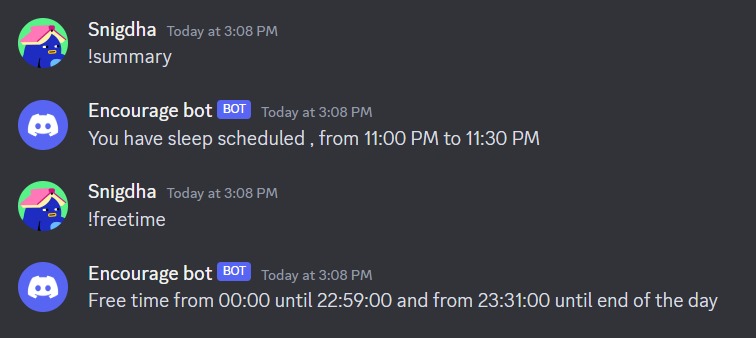 Snigdha Today at 3:08 PM
!summary
Encourage bot BOT Today at 3:08 PM
You have sleep scheduled , from 11:00 PM to 11:30 PM
Snigdha Today at 3:08 PM
!freetime
Encourage bot BOT Today at 3:08 PM
Free time from 00:00 until 22:59:00 and from 23:31:00 until end of the day